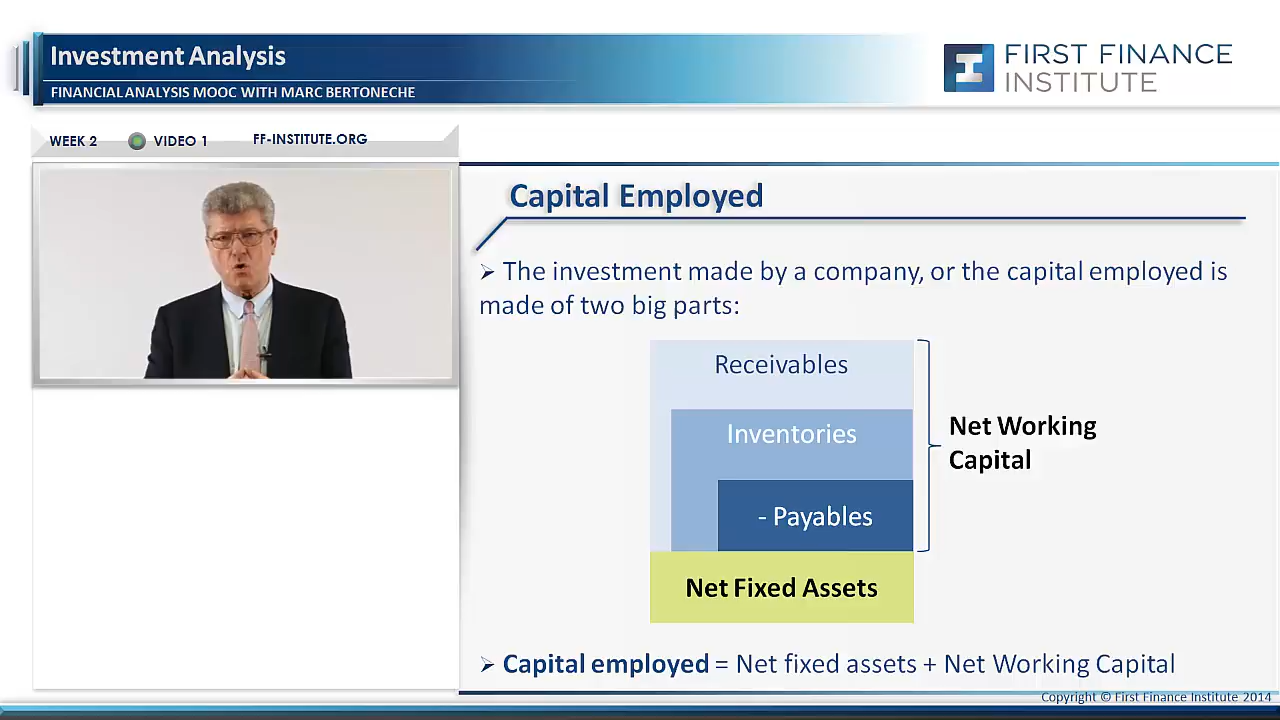 Investment Analysis
FINANCIAL ANALYSIS MOOC WITH MARC BERTONECHE
FIRST FINANCE
INSTITUTE
WEEK 2
VIDEO 1
FF-INSTITUTE.ORG
Capital Employed
➢ The investment made by a company, or the capital employed is
made of two big parts:
Receivables
Inventories
- Payables
Net Working
Capital
Net Fixed Assets
➢ Capital employed = Net fixed assets + Net Working Capital
Copyright © First Finance Institute 2014